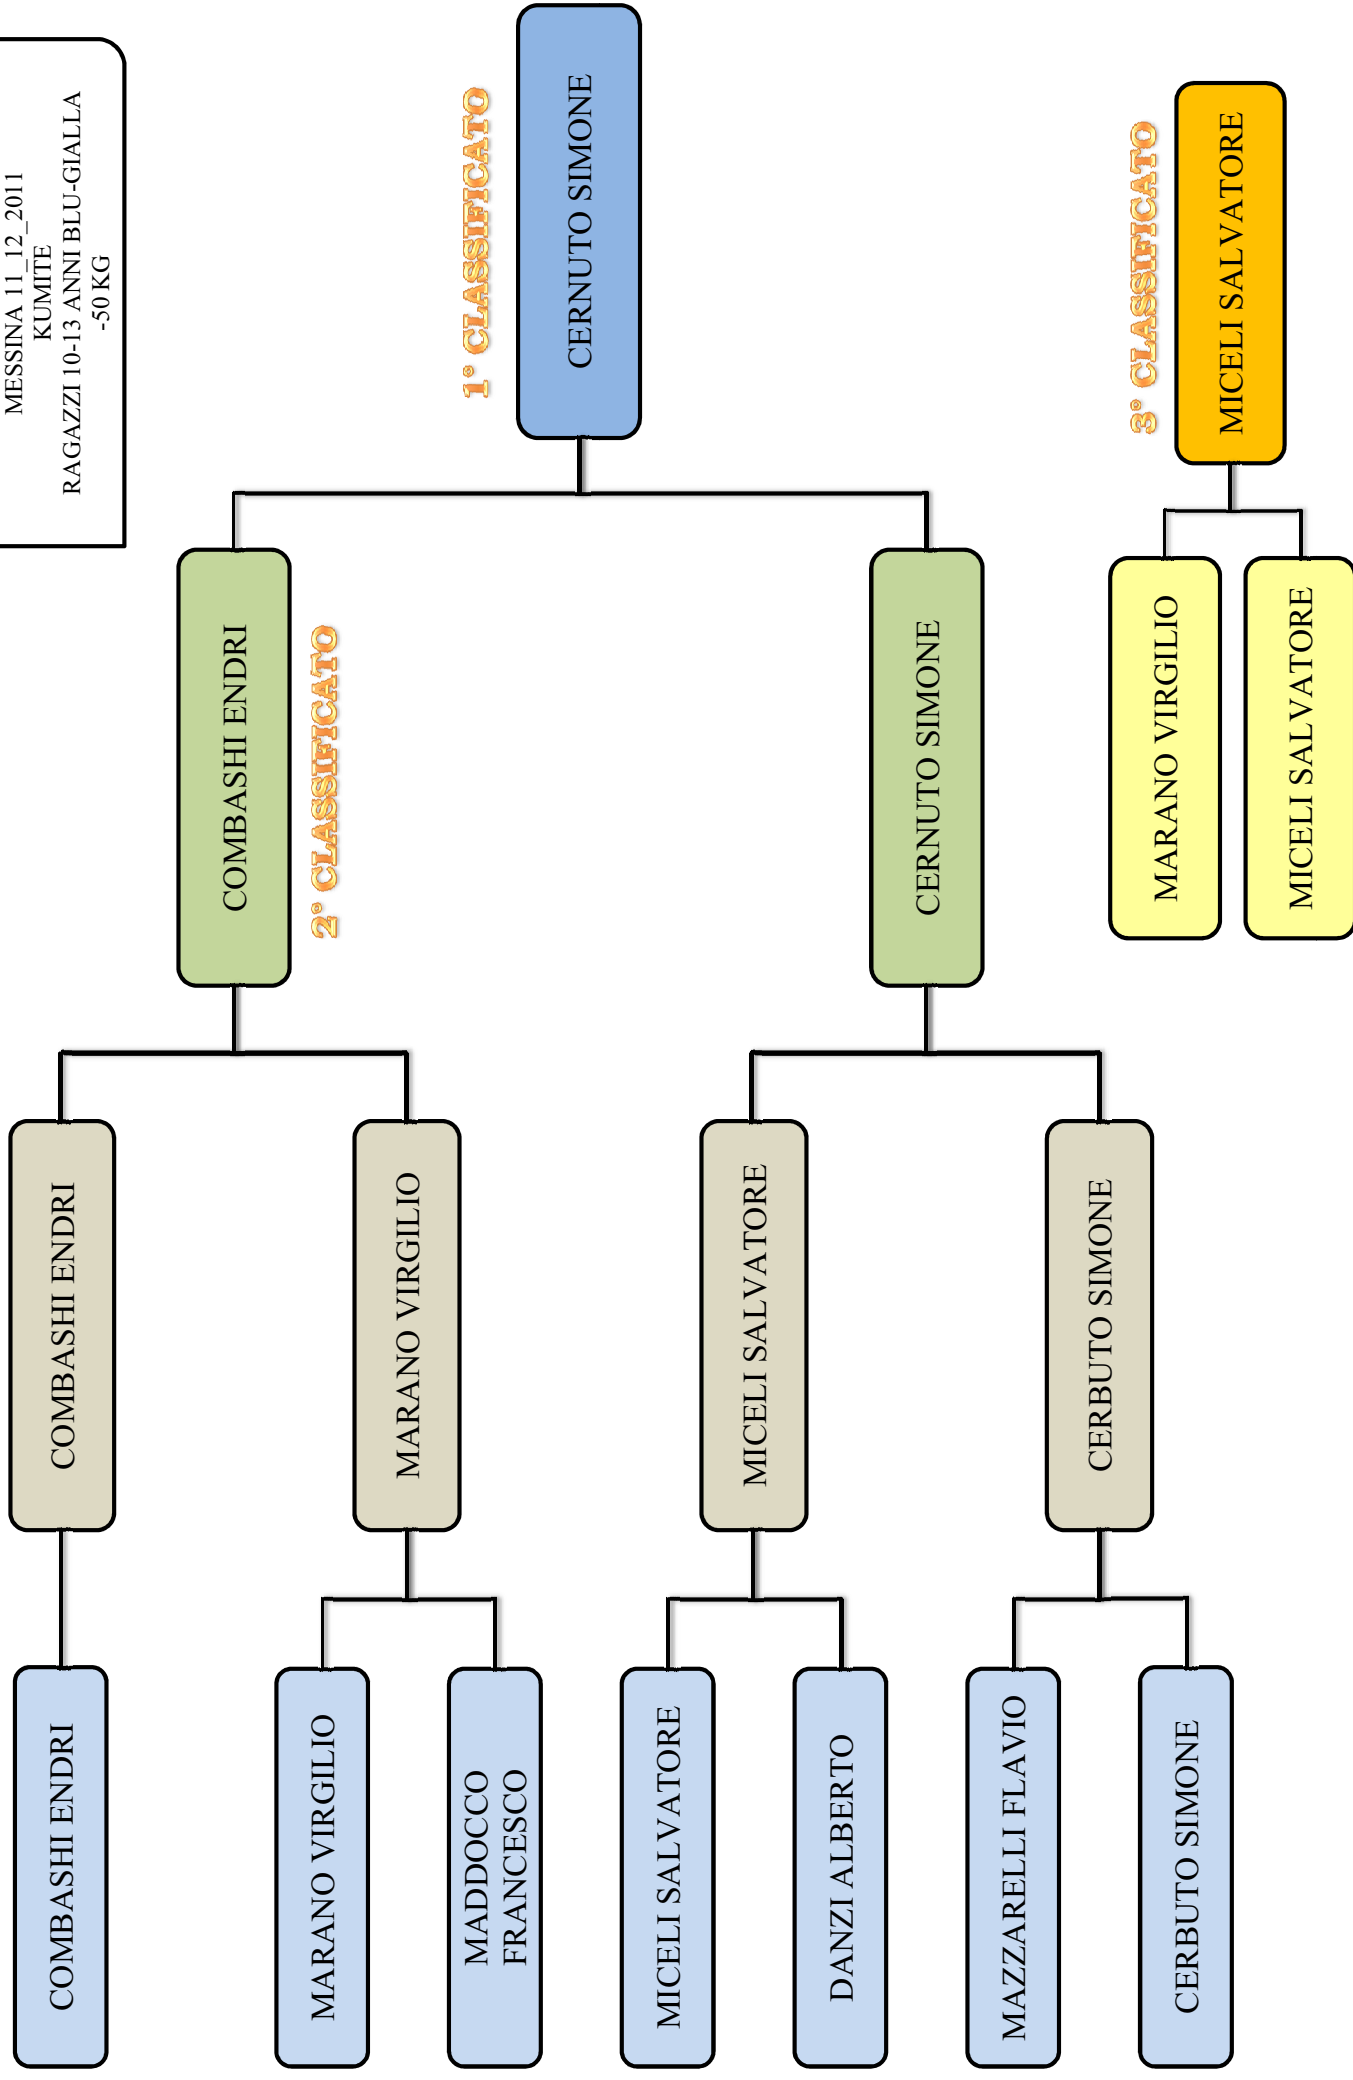 MESSINA 11_12_2011
KUMITE
RAGAZZI 10-13 ANNI BLU-GIALLA
-50 KG
COMBASHI ENDRI
MARANO VIRGILIO
MADDOCCO
FRANCESCO
MICELI SALVATORE
DANZI ALBERTO
MAZZARELLI FLAVIO
CERBUTO SIMONE
COMBASHI ENDRI
MARANO VIRGILIO
MICELI SALVATORE
CERBUTO SIMONE
COMBASHI ENDRI
2° CLASSIFICATO
CERNUTO SIMONE
1° CLASSIFICATO
CERNUTO SIMONE
MARANO VIRGILIO
MICELI SALVATORE
3° CLASSIFICATO
MICELI SALVATORE